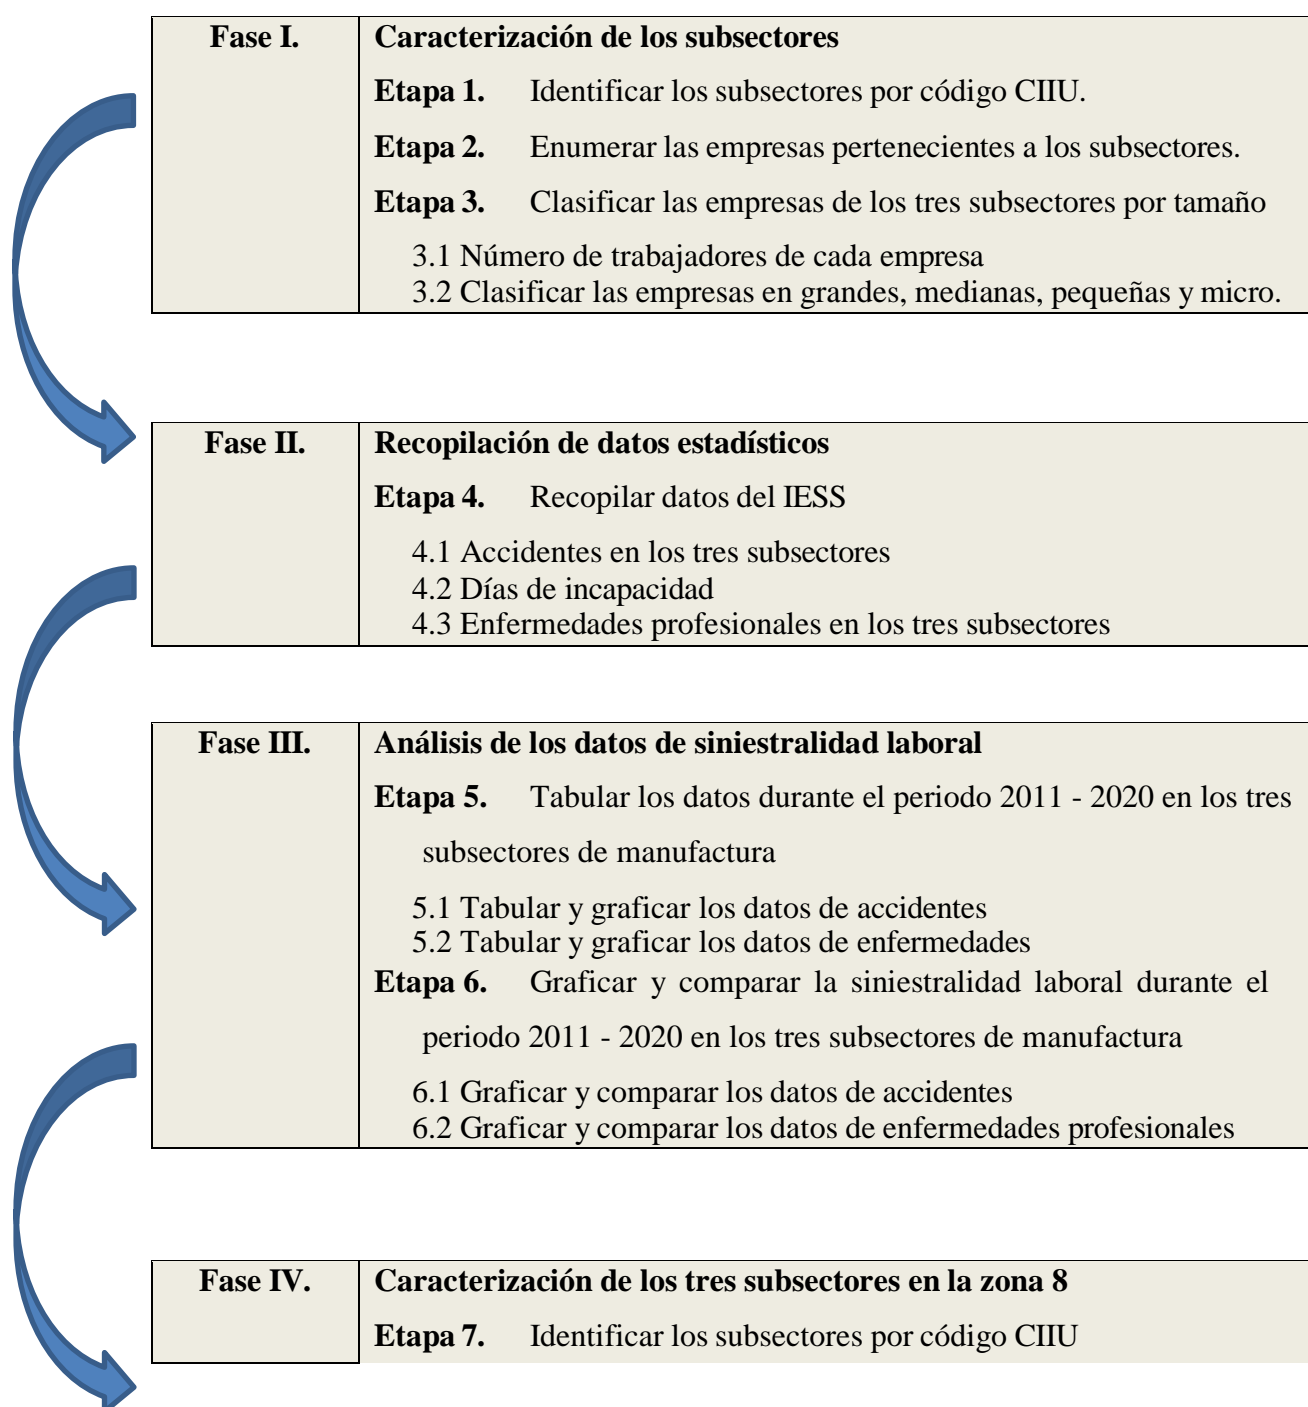 Fase I. Caracterización de los subsectores
Etapa 1. Identificar los subsectores por código CIIU.
Etapa 2. Enumerar las empresas pertenecientes a los subsectores.
Etapa 3. Clasificar las empresas de los tres subsectores por tamaño
3.1 Número de trabajadores de cada empresa
3.2 Clasificar las empresas en grandes, medianas, pequeñas y micro.
Fase II. Recopilación de datos estadísticos
Etapa 4. Recopilar datos del IESS
4.1 Accidentes en los tres subsectores
4.2 Días de incapacidad
4.3 Enfermedades profesionales en los tres subsectores
Fase III. Análisis de los datos de siniestralidad laboral
Etapa 5. Tabular los datos durante el periodo 2011 - 2020 en los tres
subsectores de manufactura
5.1 Tabular y graficar los datos de accidentes
5.2 Tabular y graficar los datos de enfermedades
Etapa 6. Graficar y comparar la siniestralidad laboral durante el
periodo 2011 - 2020 en los tres subsectores de manufactura
6.1 Graficar y comparar los datos de accidentes
6.2 Graficar y comparar los datos de enfermedades profesionales
Fase IV. Caracterización de los tres subsectores en la zona 8
Etapa 7. Identificar los subsectores por código CIIU